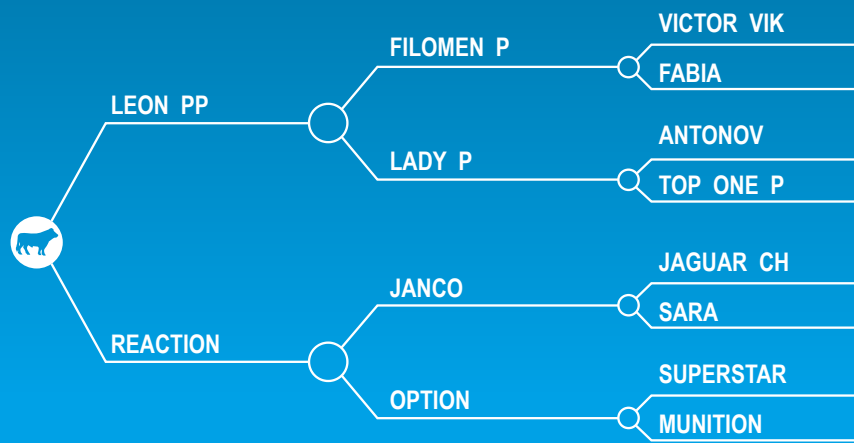 VICTOR VIK
FILOMEN P
FABIA
LEON PP
ANTONOV
LADY P
TOP ONE P
JAGUAR CH
JANCO
SARA
REACTION
SUPERSTAR
OPTION
MUNITION